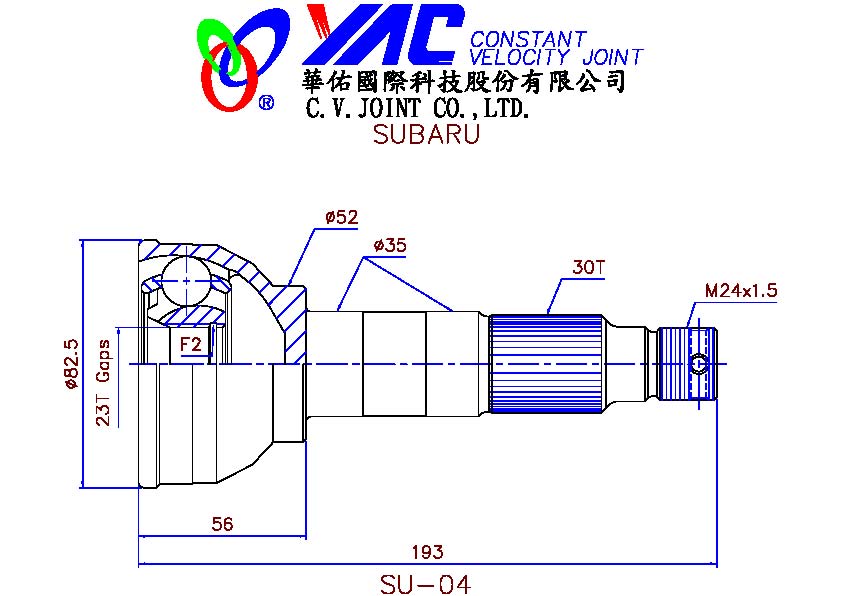 YAC CONSTANT
VELOCITY JOINT
®
華佑國際科技股份有限公司
C.V.JOINT CO.,LTD.
SUBARU
ø52
ø35
30T
M24x1.5
F2
ø82.5
23T Gaps
56
193
SU-04